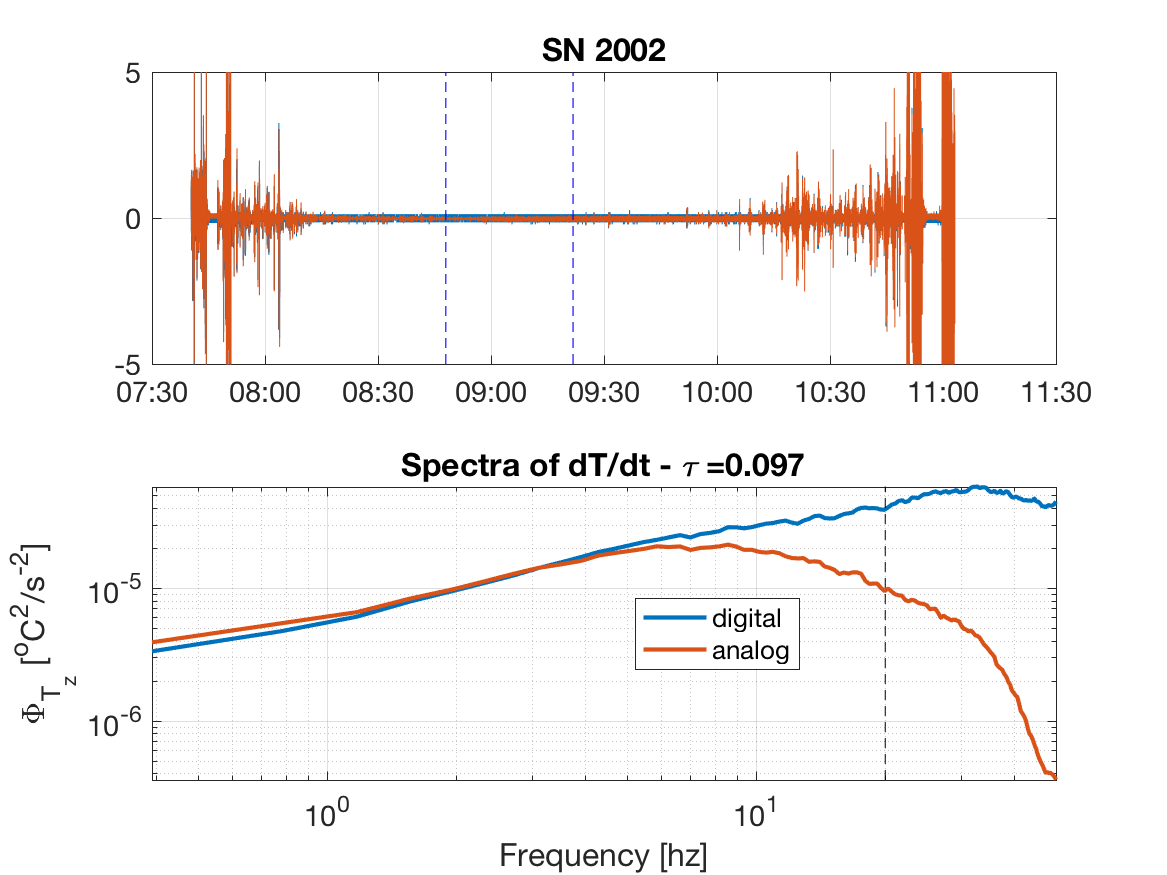 SN 2002
5
0
-5
07:30 08:00 08:30 09:00 09:30 10:00 10:30 11:00 11:30
Spectra of dT/dt - τ =0.097
Φ_T_z [°C²/s⁻²]
10⁻⁵
10⁻⁶
digital
analog
10⁰ 10¹
Frequency [hz]